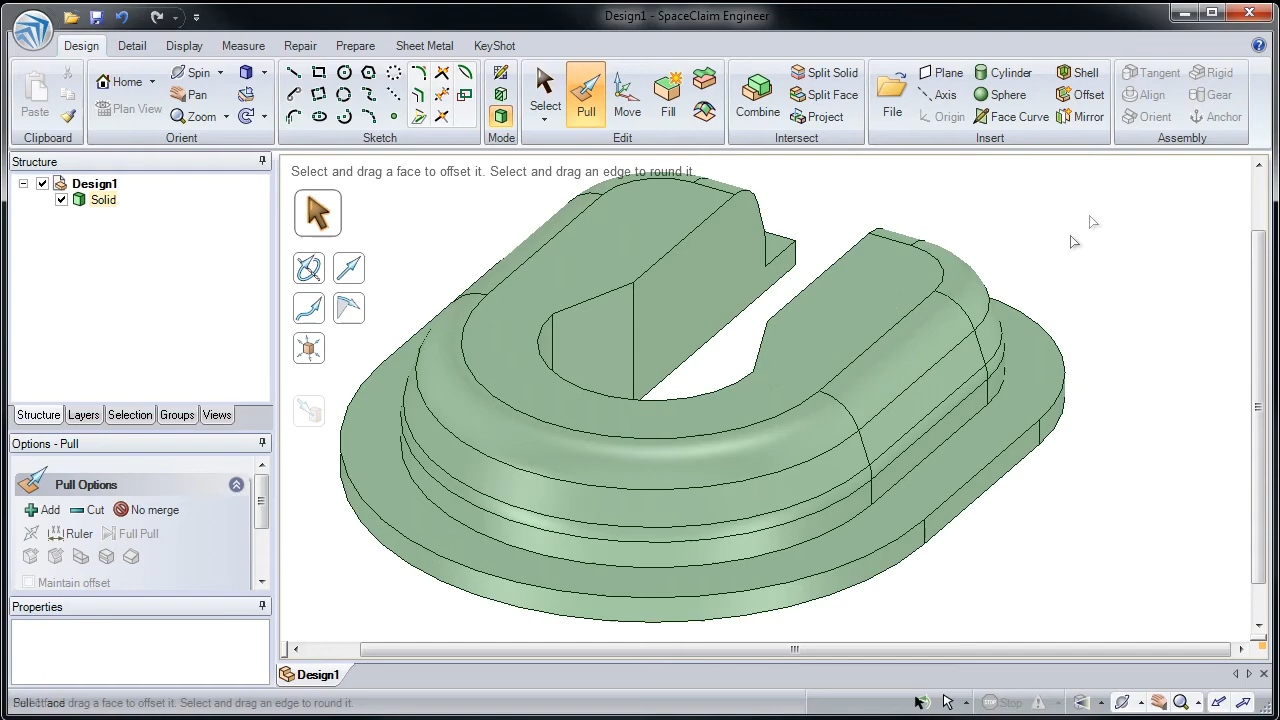 Design1 - SpaceClaim Engineer
Design Detail Display Measure Repair Prepare Sheet Metal KeyShot
Paste
Clipboard
Home Spin
Plan View Pan
Zoom
Orient
Sketch
Mode
Select Pull Move Fill
Edit
Combine Split Solid
Split Face
Project
Intersect
File Plane Cylinder Shell
Axis Sphere Offset
Origin Face Curve Mirror
Insert
Tangent Rigid
Align Gear
Orient Anchor
Assembly
Structure
Design1
Solid
Structure Layers Selection Groups Views
Options - Pull
Pull Options
Add Cut No merge
Ruler Full Pull
Maintain offset
Properties
Select and drag a face to offset it. Select and drag an edge to round it.
Design1
drag a face to offset it. Select and drag an edge to round it.
Stop